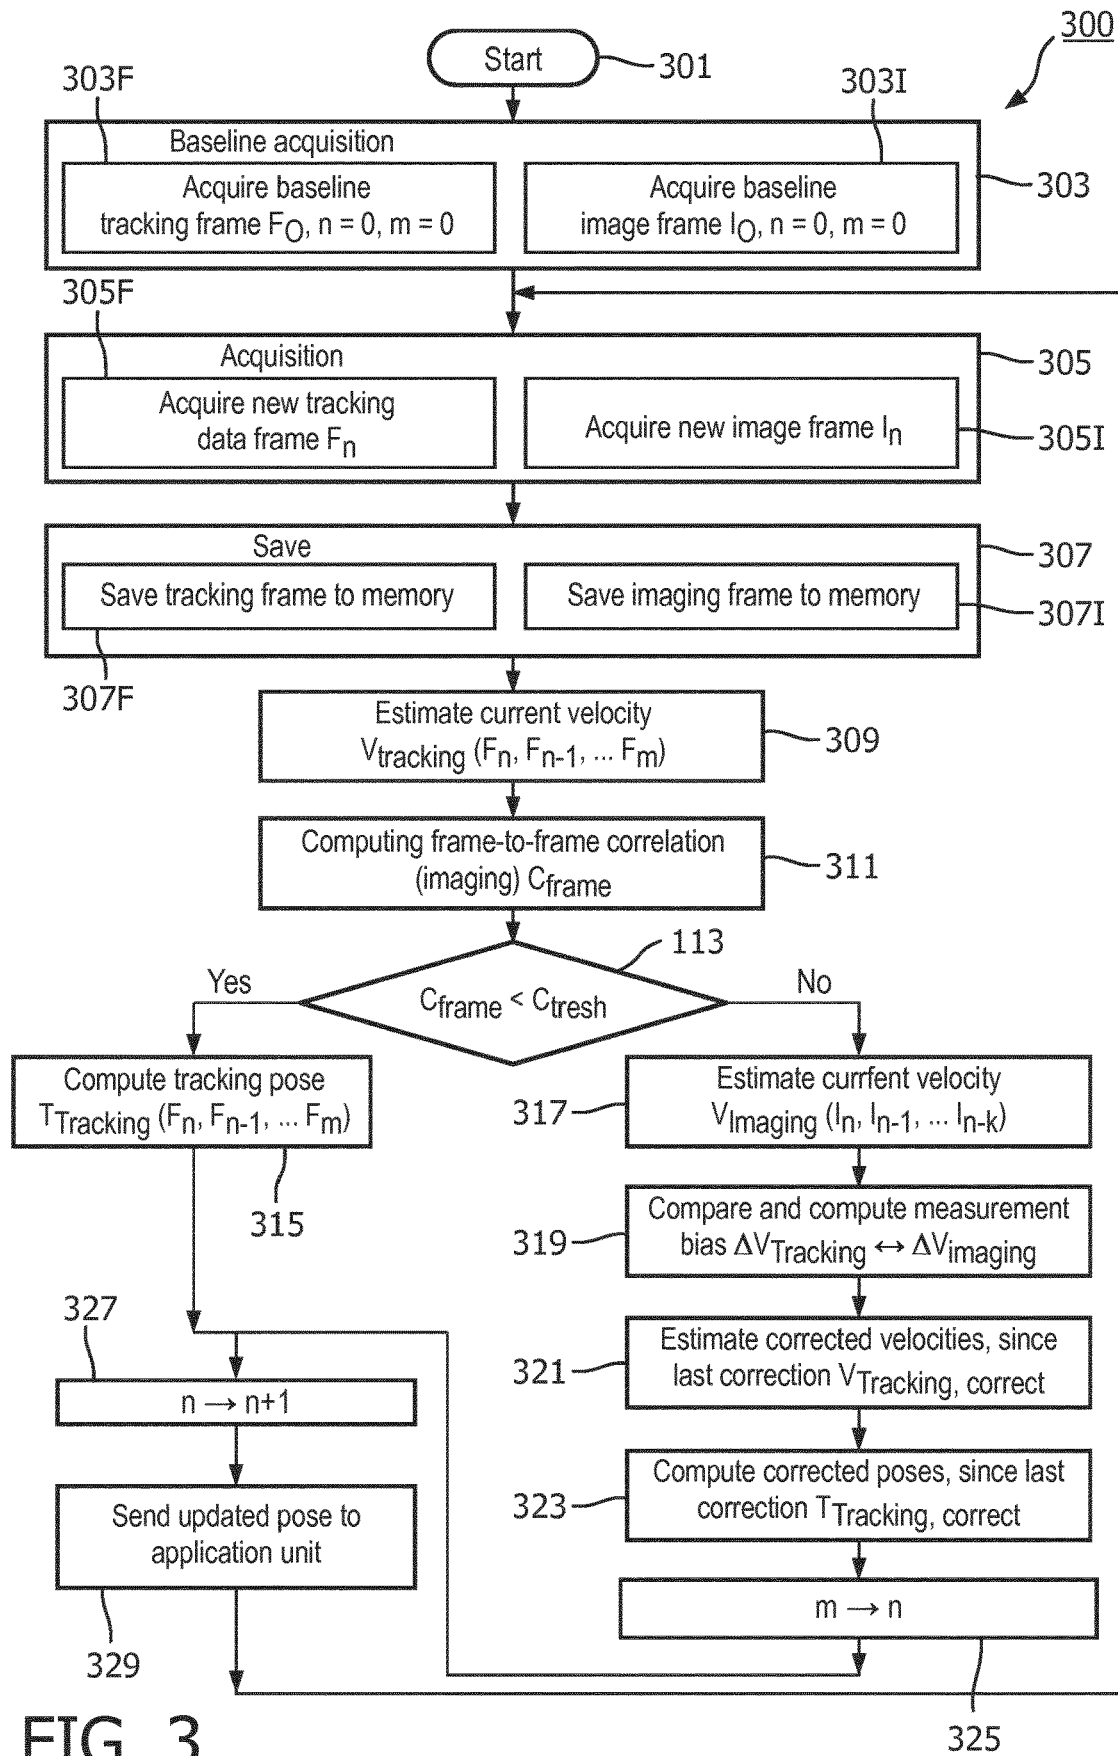 300
Start
301
303F
303I
Baseline acquisition
303
Acquire baseline
tracking frame FO, n = 0, m = 0
Acquire baseline
image frame IO, n = 0, m = 0
305F
Acquisition
305
Acquire new tracking
data frame Fn
Acquire new image frame In
305I
Save
307
Save tracking frame to memory
Save imaging frame to memory
307I
307F
Estimate current velocity
Vtracking (Fn, Fn-1, ... Fm)
309
Computing frame-to-frame correlation
(imaging) Cframe
311
113
Yes
Cframe < Ctresh
No
Compute tracking pose
TTracking (Fn, Fn-1, ... Fm)
315
Estimate currfent velocity
VImaging (In, In-1, ... In-k)
317
Compare and compute measurement
bias ΔVTracking ↔ ΔVimaging
319
327
Estimate corrected velocities, since
last correction VTracking, correct
321
n → n+1
Compute corrected poses, since last
correction TTracking, correct
323
Send updated pose to
application unit
329
m → n
325
FIG. 3